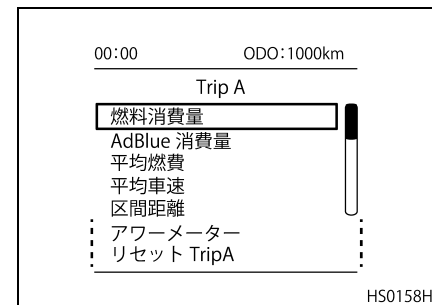 00:00 ODO:1000km
Trip A
燃料消費量
AdBlue 消費量
平均燃費
平均車速
区間距離
アワーメーター
リセット TripA
HS0158H